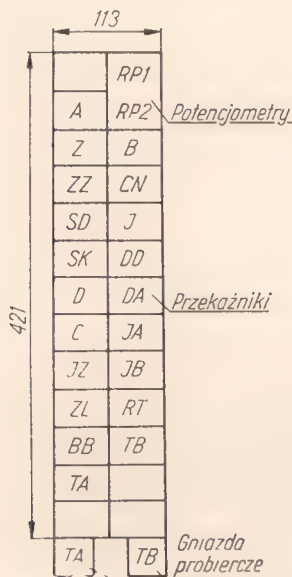 113
RP1
A RP2 Potencjometry
Z B
ZZ CN
SD J
SK DD
D DA Przekaźniki
421
C JA
JZ JB
ZL RT
BB TB
TA
TA TB Gniazda
probiercze